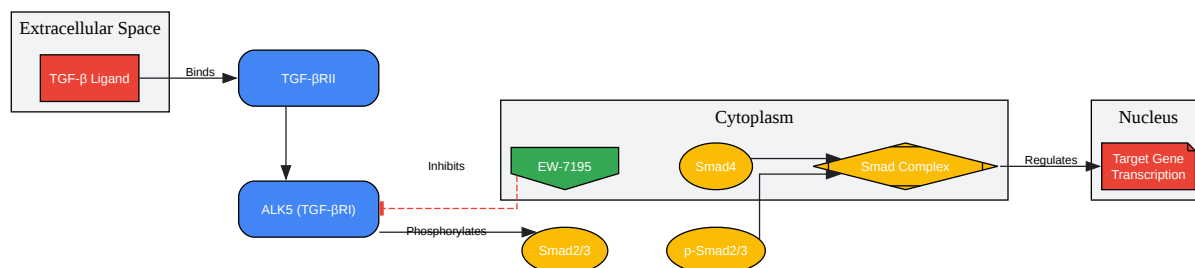 Extracellular Space
TGF-β Ligand
Binds
TGF-βRII
Cytoplasm
Nucleus
Inhibits
EW-7195
Smad4
Smad Complex
Regulates
Target Gene
Transcription
ALK5 (TGF-βRI)
Phosphorylates
Smad2/3
p-Smad2/3